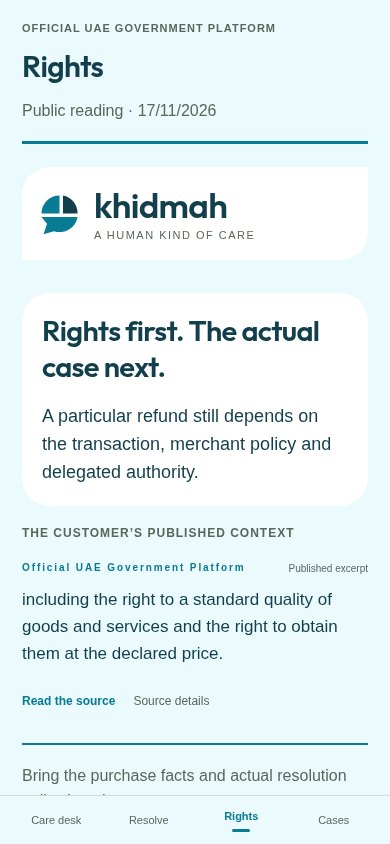 OFFICIAL UAE GOVERNMENT PLATFORM
Rights
Public reading · 17/11/2026
khidmah
A HUMAN KIND OF CARE
Rights first. The actual
case next.
A particular refund still depends on
the transaction, merchant policy and
delegated authority.
THE CUSTOMER’S PUBLISHED CONTEXT
Official UAE Government Platform
Published excerpt
including the right to a standard quality of
goods and services and the right to obtain
them at the declared price.
Read the source
Source details
Bring the purchase facts and actual resolution
Care desk
Resolve
Rights
Cases